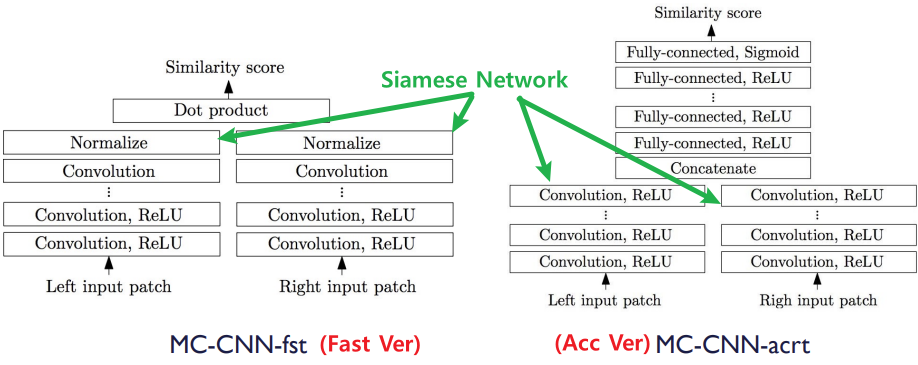 Similarity score
Dot product
Normalize
Normalize
Convolution
Convolution
⋮
⋮
Convolution, ReLU
Convolution, ReLU
Convolution, ReLU
Convolution, ReLU
Left input patch
Right input patch
MC-CNN-fst (Fast Ver)
Siamese Network
Similarity score
Fully-connected, Sigmoid
Fully-connected, ReLU
⋮
Fully-connected, ReLU
Fully-connected, ReLU
Concatenate
Convolution, ReLU
Convolution, ReLU
⋮
⋮
Convolution, ReLU
Convolution, ReLU
Convolution, ReLU
Convolution, ReLU
Left input patch
Righ input patch
(Acc Ver) MC-CNN-acrt